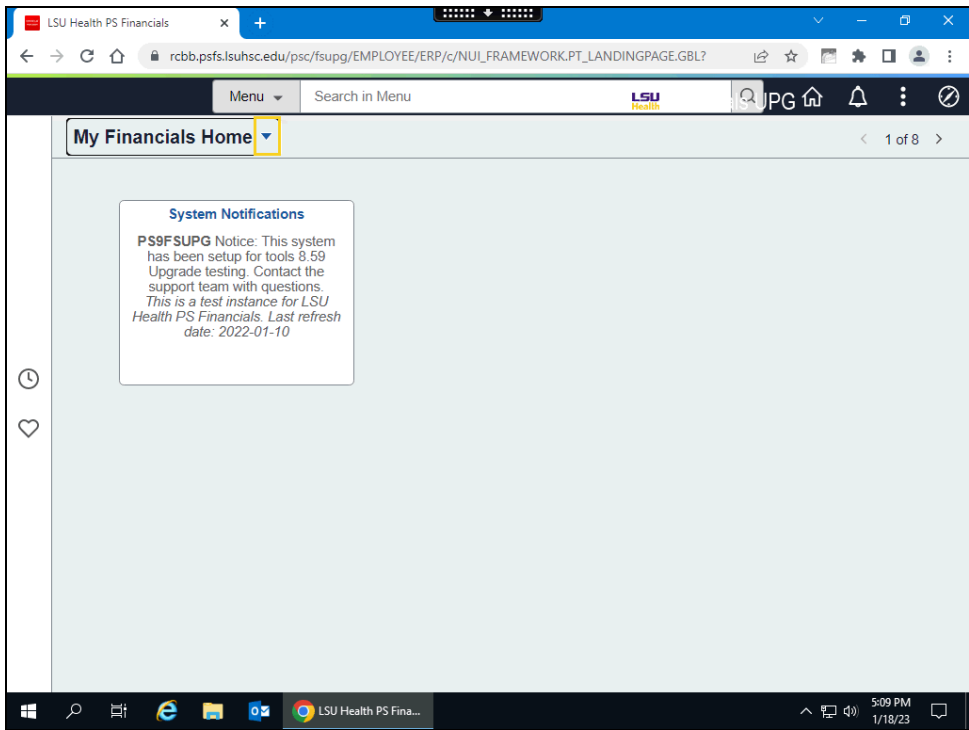 LSU Health PS Financials
rcbb.psfs.lsuhsc.edu/psc/fsupg/EMPLOYEE/ERP/c/NUI_FRAMEWORK.PT_LANDINGPAGE.GBL?
Menu
Search in Menu
LSU
Health
UPG
My Financials Home
1 of 8
System Notifications
PS9FSUPG Notice: This system
has been setup for tools 8.59
Upgrade testing. Contact the
support team with questions.
This is a test instance for LSU
Health PS Financials. Last refresh
date: 2022-01-10
LSU Health PS Fina...
5:09 PM
1/18/23